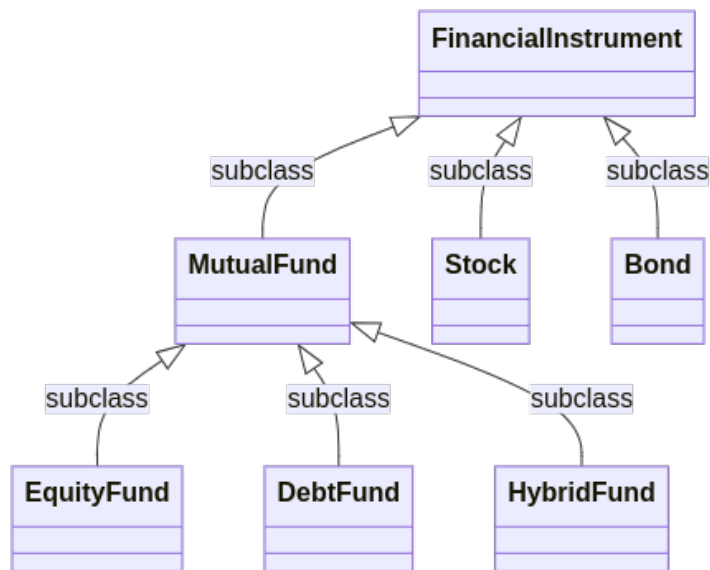 FinancialInstrument
subclass
subclass
subclass
MutualFund
Stock
Bond
subclass
subclass
subclass
EquityFund
DebtFund
HybridFund